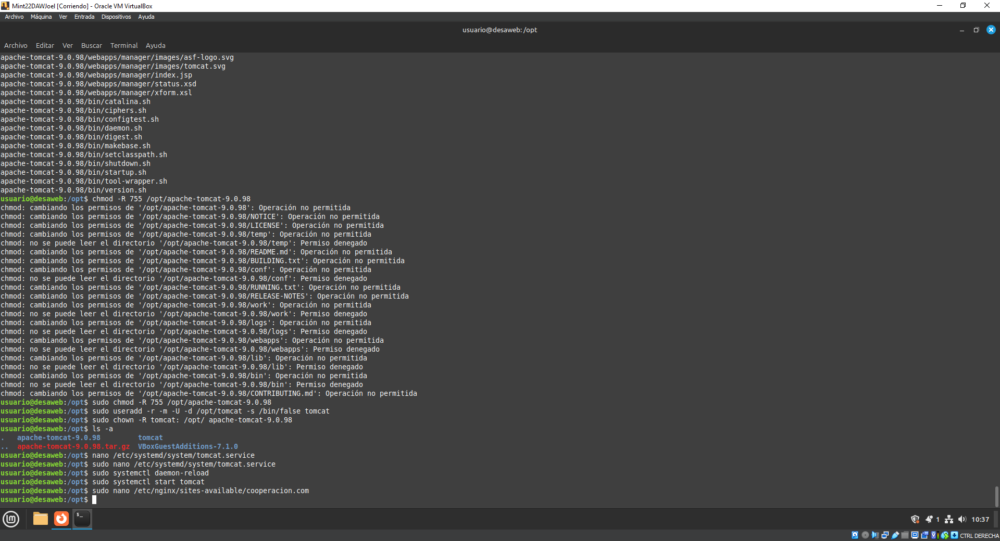 Mint22DAWJoel [Corriendo] - Oracle VM VirtualBox
Archivo Máquina Ver Entrada Dispositivos Ayuda
usuario@desaweb: /opt
Archivo Editar Ver Buscar Terminal Ayuda
apache-tomcat-9.0.98/webapps/manager/images/asf-logo.svg
apache-tomcat-9.0.98/webapps/manager/images/tomcat.svg
apache-tomcat-9.0.98/webapps/manager/index.jsp
apache-tomcat-9.0.98/webapps/manager/status.xsd
apache-tomcat-9.0.98/webapps/manager/xform.xsl
apache-tomcat-9.0.98/bin/catalina.sh
apache-tomcat-9.0.98/bin/ciphers.sh
apache-tomcat-9.0.98/bin/configtest.sh
apache-tomcat-9.0.98/bin/daemon.sh
apache-tomcat-9.0.98/bin/digest.sh
apache-tomcat-9.0.98/bin/makebase.sh
apache-tomcat-9.0.98/bin/setclasspath.sh
apache-tomcat-9.0.98/bin/shutdown.sh
apache-tomcat-9.0.98/bin/startup.sh
apache-tomcat-9.0.98/bin/tool-wrapper.sh
apache-tomcat-9.0.98/bin/version.sh
usuario@desaweb:/opt$ chmod -R 755 /opt/apache-tomcat-9.0.98
chmod: cambiando los permisos de '/opt/apache-tomcat-9.0.98': Operación no permitida
chmod: cambiando los permisos de '/opt/apache-tomcat-9.0.98/NOTICE': Operación no permitida
chmod: cambiando los permisos de '/opt/apache-tomcat-9.0.98/LICENSE': Operación no permitida
chmod: cambiando los permisos de '/opt/apache-tomcat-9.0.98/temp': Operación no permitida
chmod: no se puede leer el directorio '/opt/apache-tomcat-9.0.98/temp': Permiso denegado
chmod: cambiando los permisos de '/opt/apache-tomcat-9.0.98/README.md': Operación no permitida
chmod: cambiando los permisos de '/opt/apache-tomcat-9.0.98/BUILDING.txt': Operación no permitida
chmod: cambiando los permisos de '/opt/apache-tomcat-9.0.98/conf': Operación no permitida
chmod: no se puede leer el directorio '/opt/apache-tomcat-9.0.98/conf': Permiso denegado
chmod: cambiando los permisos de '/opt/apache-tomcat-9.0.98/RUNNING.txt': Operación no permitida
chmod: cambiando los permisos de '/opt/apache-tomcat-9.0.98/RELEASE-NOTES': Operación no permitida
chmod: cambiando los permisos de '/opt/apache-tomcat-9.0.98/work': Operación no permitida
chmod: no se puede leer el directorio '/opt/apache-tomcat-9.0.98/work': Permiso denegado
chmod: cambiando los permisos de '/opt/apache-tomcat-9.0.98/logs': Operación no permitida
chmod: no se puede leer el directorio '/opt/apache-tomcat-9.0.98/logs': Permiso denegado
chmod: cambiando los permisos de '/opt/apache-tomcat-9.0.98/webapps': Operación no permitida
chmod: no se puede leer el directorio '/opt/apache-tomcat-9.0.98/webapps': Permiso denegado
chmod: cambiando los permisos de '/opt/apache-tomcat-9.0.98/lib': Operación no permitida
chmod: no se puede leer el directorio '/opt/apache-tomcat-9.0.98/lib': Permiso denegado
chmod: cambiando los permisos de '/opt/apache-tomcat-9.0.98/bin': Operación no permitida
chmod: no se puede leer el directorio '/opt/apache-tomcat-9.0.98/bin': Permiso denegado
chmod: cambiando los permisos de '/opt/apache-tomcat-9.0.98/CONTRIBUTING.md': Operación no permitida
usuario@desaweb:/opt$ sudo chmod -R 755 /opt/apache-tomcat-9.0.98
usuario@desaweb:/opt$ sudo useradd -r -m -U -d /opt/tomcat -s /bin/false tomcat
usuario@desaweb:/opt$ sudo chown -R tomcat: /opt/ apache-tomcat-9.0.98
usuario@desaweb:/opt$ ls -a
. apache-tomcat-9.0.98 tomcat
.. apache-tomcat-9.0.98.tar.gz VBoxGuestAdditions-7.1.0
usuario@desaweb:/opt$ nano /etc/systemd/system/tomcat.service
usuario@desaweb:/opt$ sudo nano /etc/systemd/system/tomcat.service
usuario@desaweb:/opt$ sudo systemctl daemon-reload
usuario@desaweb:/opt$ sudo systemctl start tomcat
usuario@desaweb:/opt$ sudo nano /etc/nginx/sites-available/cooperacion.com
usuario@desaweb:/opt$
1 10:37
CTRL DERECHA